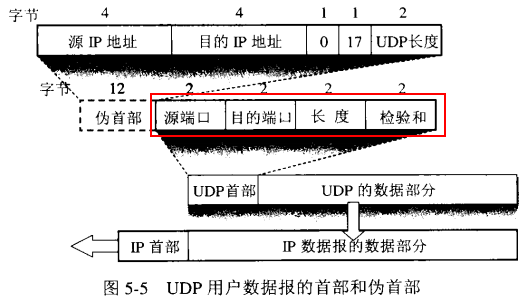 字节 4 4 1 1 2
源 IP 地址 目的 IP 地址 0 17 UDP长度
字节 12 2 2 2 2
伪首部 源端口 目的端口 长 度 检验和
UDP首部 UDP 的数据部分
IP 首部 IP 数据报的数据部分
图 5-5 UDP 用户数据报的首部和伪首部